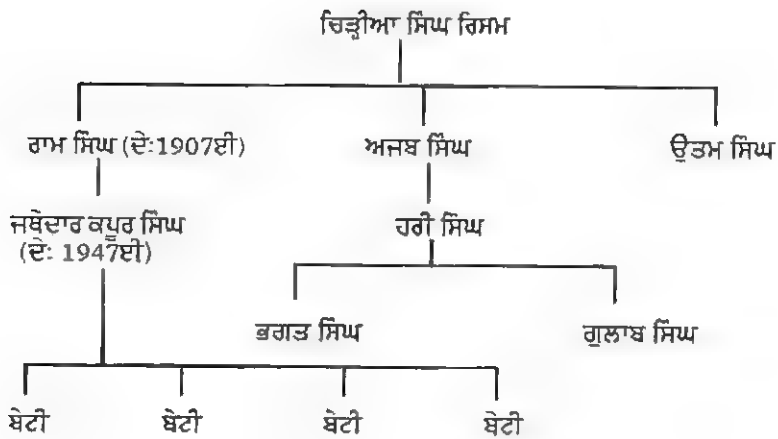 ਚਿੜ੍ਹੀਆ ਸਿੰਘ ਰਿਸਮ
ਰਾਮ ਸਿੰਘ (ਦੇ:1907ਈ) ਅਜਬ ਸਿੰਘ ਉਤਮ ਸਿੰਘ
ਜਥੇਦਾਰ ਕਪੂਰ ਸਿੰਘ ਹਰੀ ਸਿੰਘ
(ਦੇ: 1947ਈ)
ਭਗਤ ਸਿੰਘ ਗੁਲਾਬ ਸਿੰਘ
ਬੇਟੀ ਬੇਟੀ ਬੇਟੀ ਬੇਟੀ